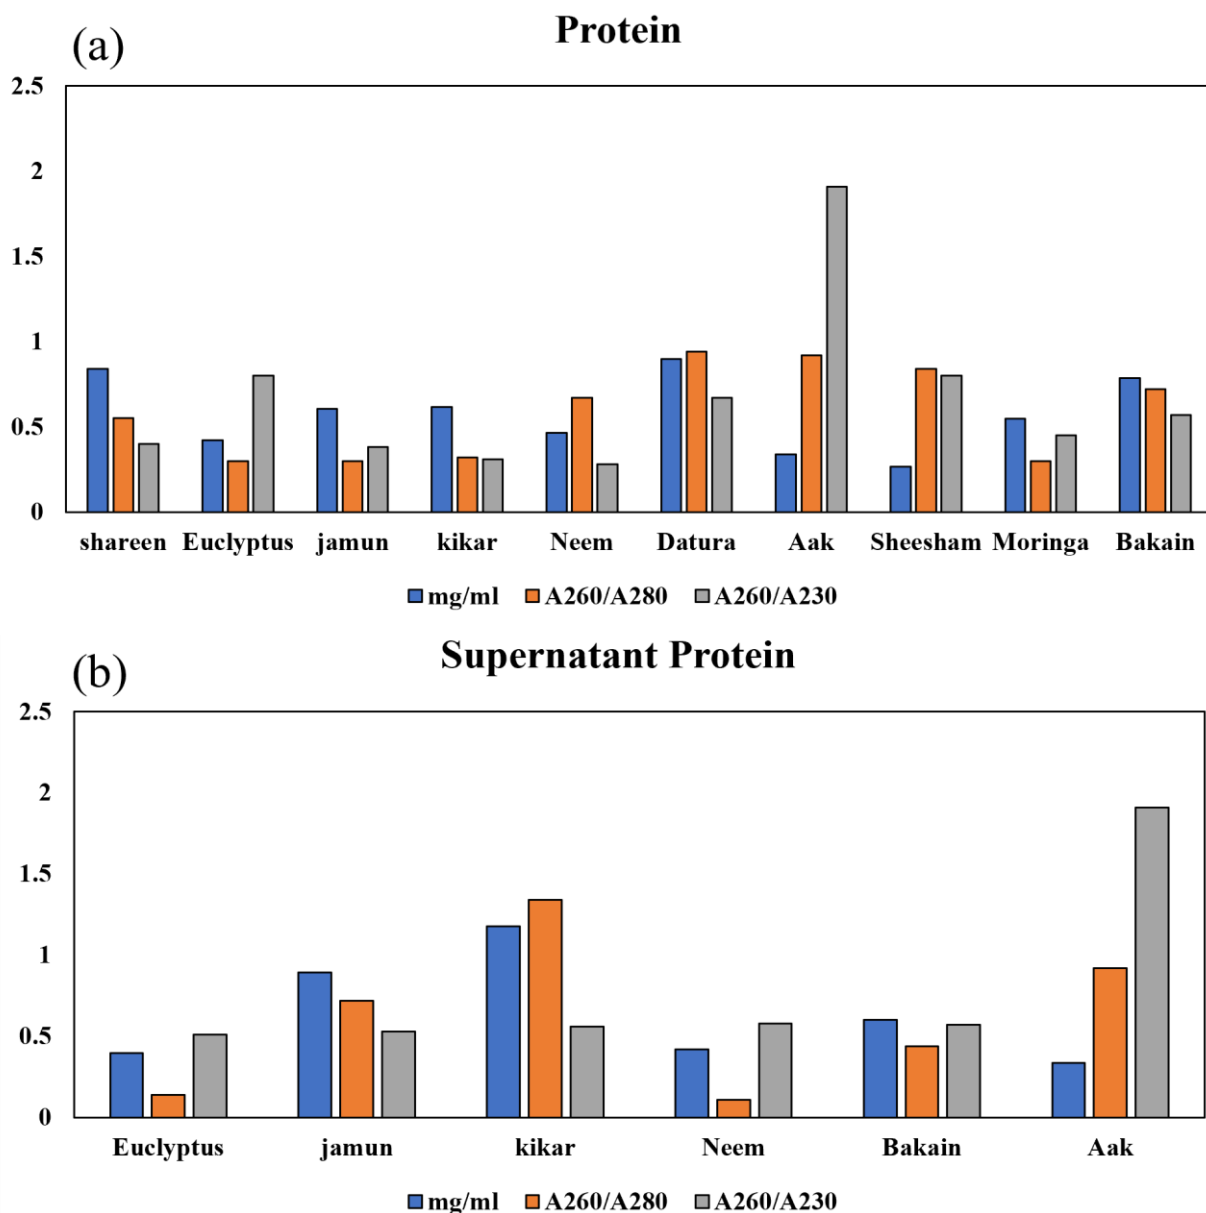 (a)
Protein
2.5
2
1.5
1
0.5
0
shareen Euclyptus jamun kikar Neem Datura Aak Sheesham Moringa Bakain
mg/ml A260/A280 A260/A230
(b)
Supernatant Protein
2.5
2
1.5
1
0.5
0
Euclyptus jamun kikar Neem Bakain Aak
mg/ml A260/A280 A260/A230